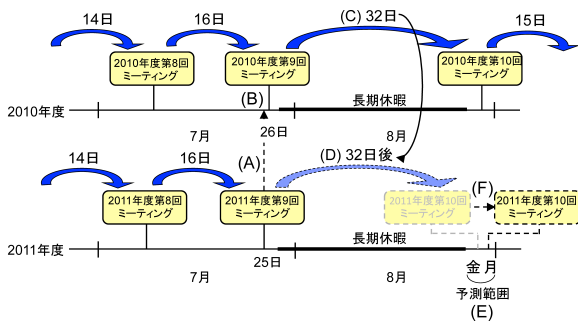 14日
16日
(C) 32日
15日
2010年度第8回
ミーティング
2010年度第9回
ミーティング
2010年度第10回
ミーティング
(B)
長期休暇
2010年度
7月
26日
8月
14日
16日
(A)
(D) 32日後
(F)
2011年度第8回
ミーティング
2011年度第9回
ミーティング
2011年度第10回
ミーティング
2011年度第10回
ミーティング
長期休暇
2011年度
7月
25日
8月
金 月
予測範囲
(E)